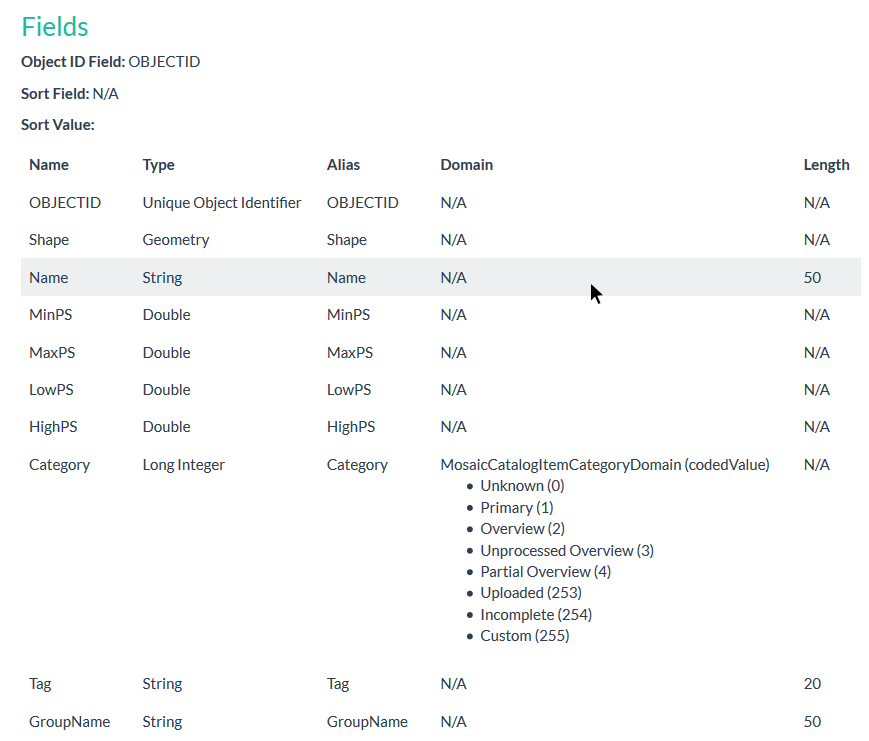 Fields
Object ID Field: OBJECTID
Sort Field: N/A
Sort Value:
Name Type Alias Domain Length
OBJECTID Unique Object Identifier OBJECTID N/A N/A
Shape Geometry Shape N/A N/A
Name String Name N/A 50
MinPS Double MinPS N/A N/A
MaxPS Double MaxPS N/A N/A
LowPS Double LowPS N/A N/A
HighPS Double HighPS N/A N/A
Category Long Integer Category MosaicCatalogItemCategoryDomain (codedValue) N/A
• Unknown (0)
• Primary (1)
• Overview (2)
• Unprocessed Overview (3)
• Partial Overview (4)
• Uploaded (253)
• Incomplete (254)
• Custom (255)
Tag String Tag N/A 20
GroupName String GroupName N/A 50